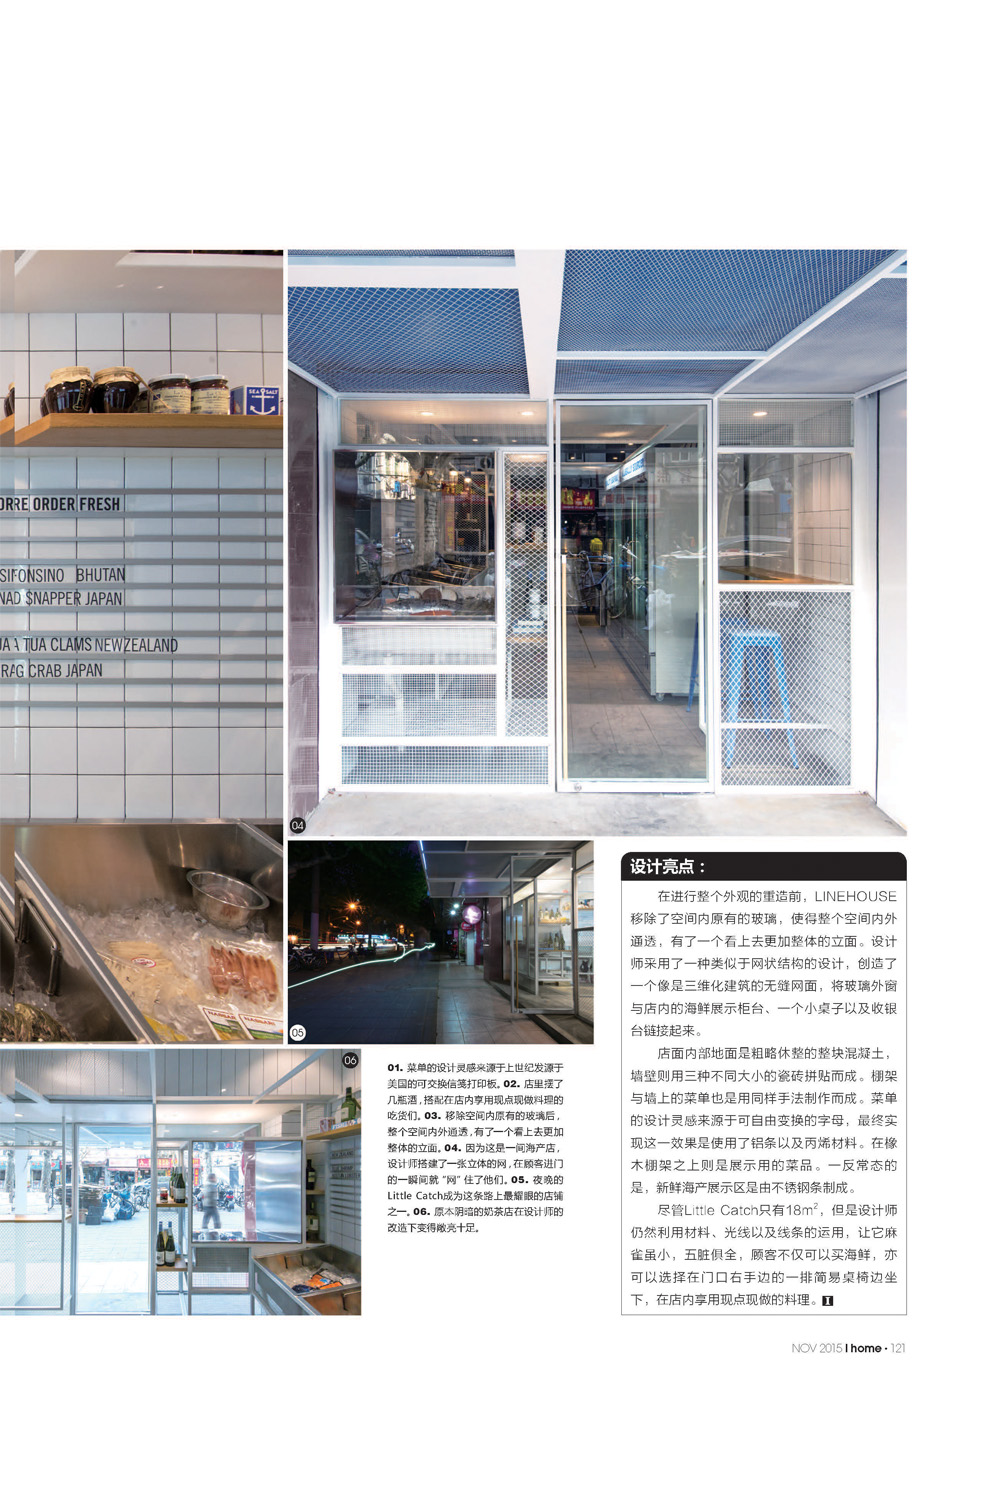 SEA SALT
ORRE ORDER FRESH
SIFONSINO BHUTAN
NAD SNAPPER JAPAN
UA A TUA CLAMS NEWZEALAND
RAG CRAB JAPAN
04
05
06
01. 菜单的设计灵感来源于上世纪发源于
美国的可交换信笺打印板。02. 店里摆了
几瓶酒，搭配在店内享用现点现做料理的
吃货们。03. 移除空间内原有的玻璃后，
整个空间内外通透，有了一个看上去更加
整体的立面。04. 因为这是一间海产店，
设计师搭建了一张立体的网，在顾客进门
的一瞬间就“网”住了他们。05. 夜晚的
Little Catch成为这条路上最耀眼的店铺
之一。06. 原本阴暗的奶茶店在设计师的
改造下变得敞亮十足。
设计亮点：
在进行整个外观的重造前，LINEHOUSE
移除了空间内原有的玻璃，使得整个空间内外
通透，有了一个看上去更加整体的立面。设计
师采用了一种类似于网状结构的设计，创造了
一个像是三维化建筑的无缝网面，将玻璃外窗
与店内的海鲜展示柜台、一个小桌子以及收银
台链接起来。
店面内部地面是粗略休整的整块混凝土，
墙壁则用三种不同大小的瓷砖拼贴而成。棚架
与墙上的菜单也是用同样手法制作而成。菜单
的设计灵感来源于可自由变换的字母，最终实
现这一效果是使用了铝条以及丙烯材料。在橡
木棚架之上则是展示用的菜品。一反常态的
是，新鲜海产展示区是由不锈钢条制成。
尽管Little Catch只有18m²，但是设计师
仍然利用材料、光线以及线条的运用，让它麻
雀虽小，五脏俱全，顾客不仅可以买海鲜，亦
可以选择在门口右手边的一排简易桌椅边坐
下，在店内享用现点现做的料理。
NOV 2015 I home · 121